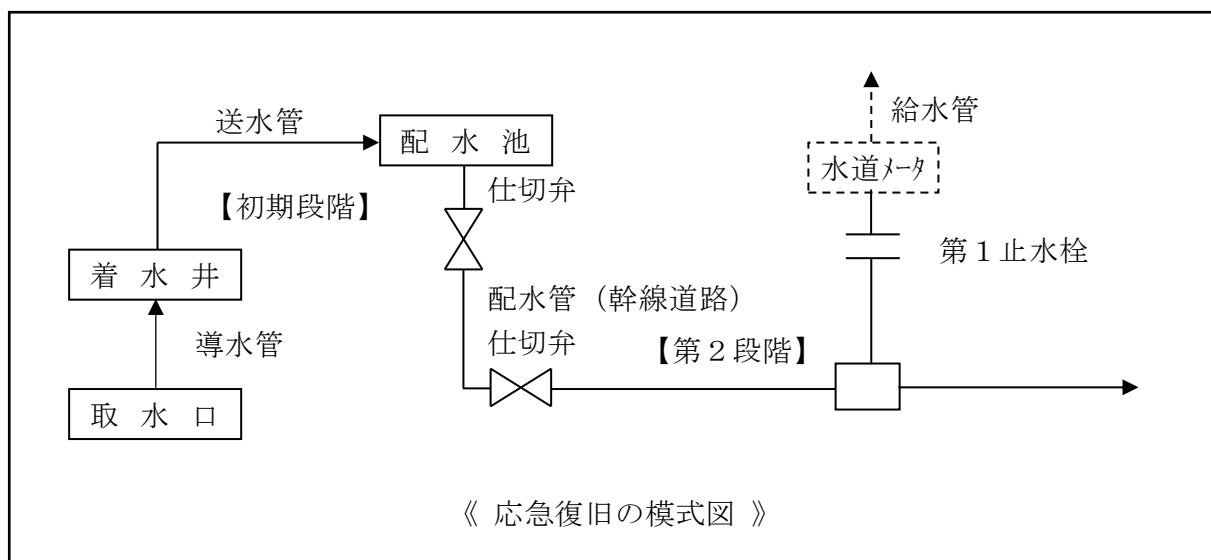 送水管
配 水 池
給水管
水道ﾒｰﾀ
仕切弁
【初期段階】
第１止水栓
着 水 井
配水管（幹線道路）
導水管
仕切弁
【第２段階】
取 水 口
《 応急復旧の模式図 》